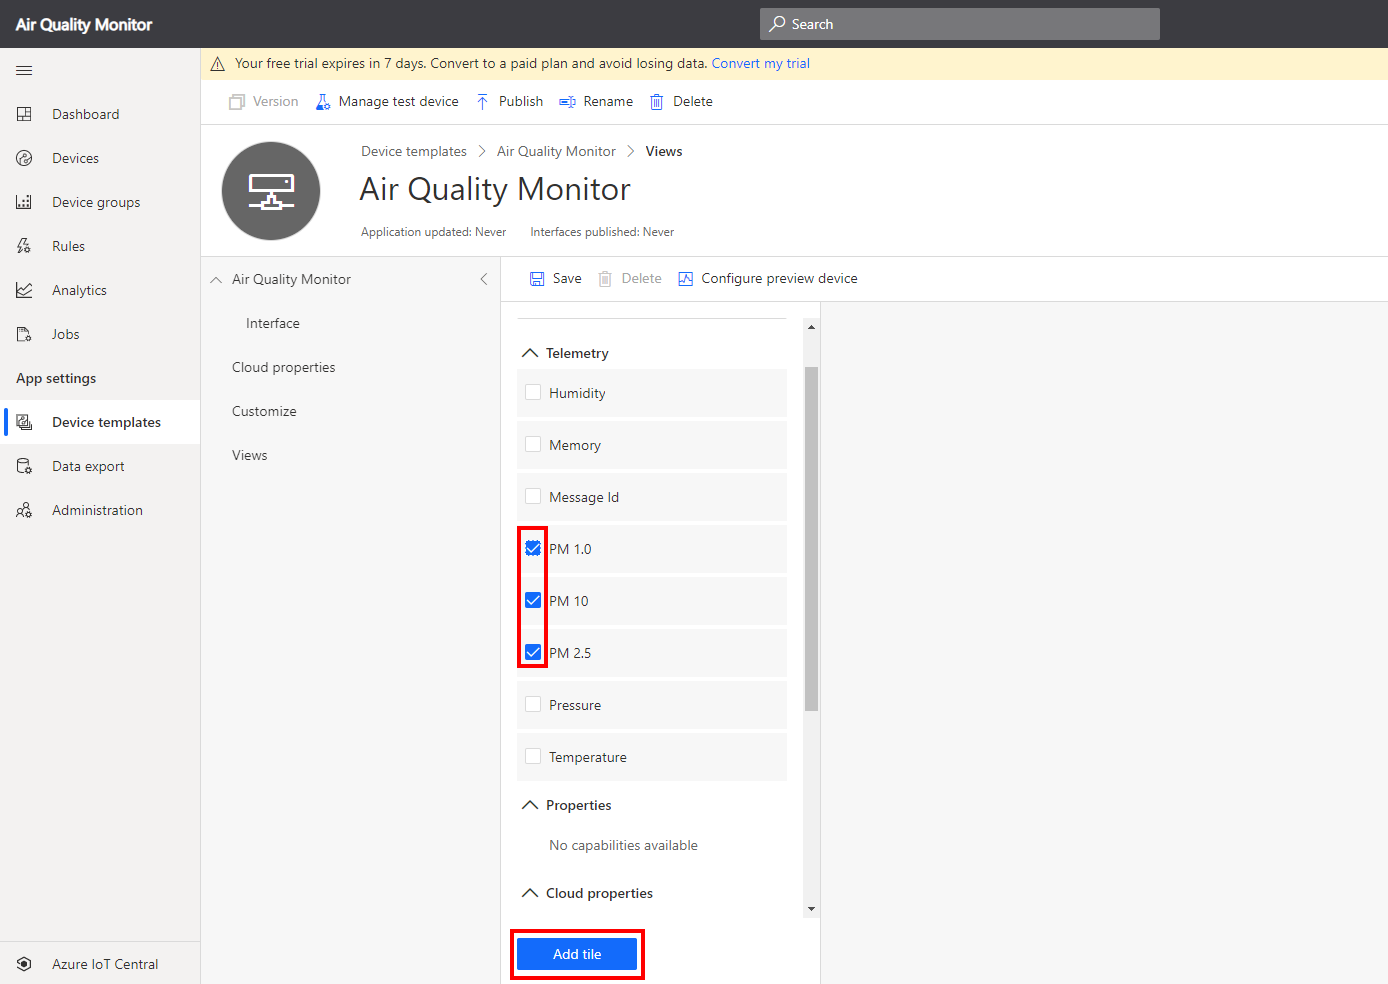 Air Quality Monitor
Search
Your free trial expires in 7 days. Convert to a paid plan and avoid losing data. Convert my trial
Version
Manage test device
Publish
Rename
Delete
Dashboard
Devices
Device groups
Rules
Analytics
Jobs
App settings
Device templates
Data export
Administration
Azure IoT Central
Device templates > Air Quality Monitor > Views
Air Quality Monitor
Application updated: Never
Interfaces published: Never
Air Quality Monitor
Interface
Cloud properties
Customize
Views
Save
Delete
Configure preview device
Telemetry
Humidity
Memory
Message Id
PM 1.0
PM 10
PM 2.5
Pressure
Temperature
Properties
No capabilities available
Cloud properties
Add tile